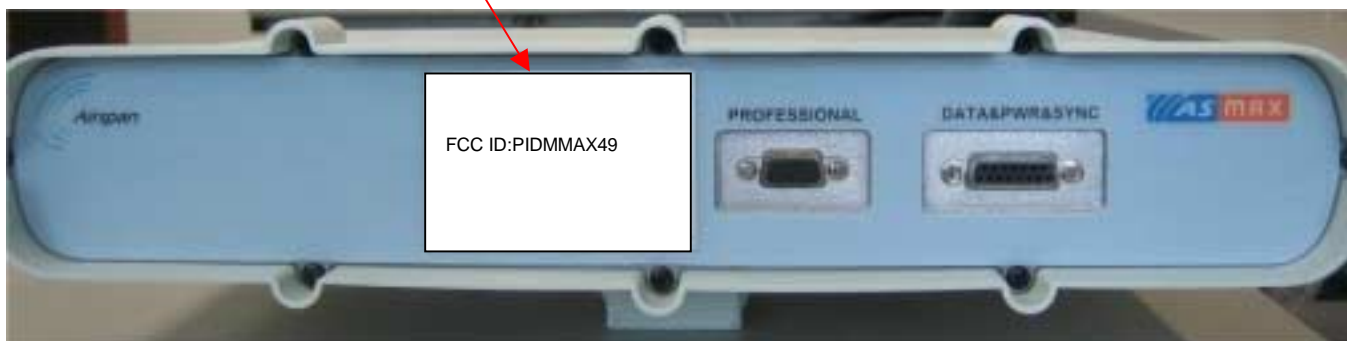 Airspan
FCC ID:PIDMMAX49
PROFESSIONAL
DATA&PWR&SYNC
AS MAX